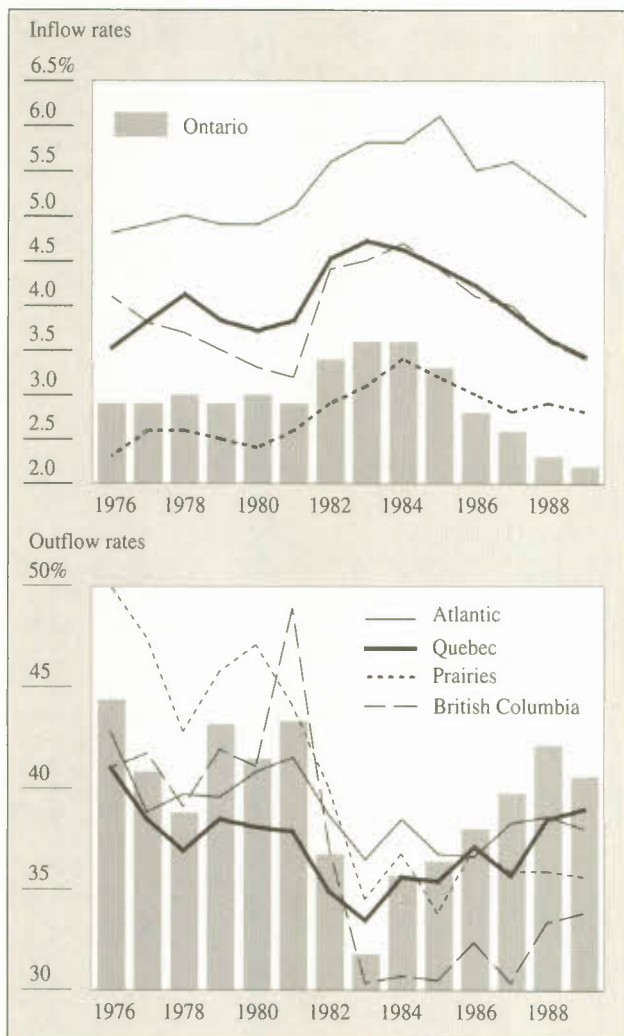 Inflow rates
6.5%
6.0
Ontario
5.5
5.0
4.5
4.0
3.5
3.0
2.5
2.0
1976 1978 1980 1982 1984 1986 1988
Outflow rates
50%
Atlantic
Quebec
45
Prairies
British Columbia
40
35
30
1976 1978 1980 1982 1984 1986 1988